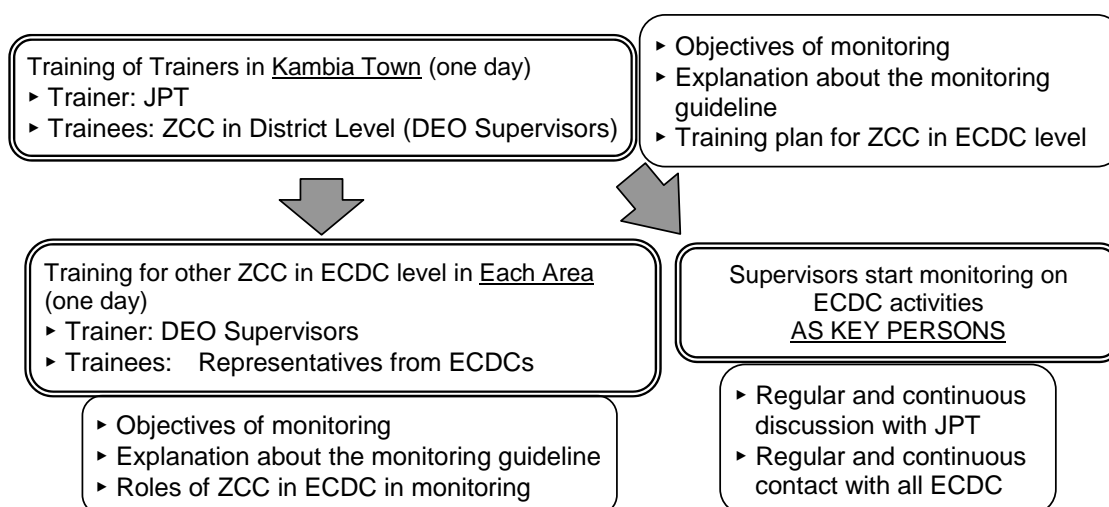 Training of Trainers in Kambia Town (one day)
▸ Trainer: JPT
▸ Trainees: ZCC in District Level (DEO Supervisors)
▸ Objectives of monitoring
▸ Explanation about the monitoring
guideline
▸ Training plan for ZCC in ECDC level
Training for other ZCC in ECDC level in Each Area
(one day)
▸ Trainer: DEO Supervisors
▸ Trainees: Representatives from ECDCs
▸ Objectives of monitoring
▸ Explanation about the monitoring guideline
▸ Roles of ZCC in ECDC in monitoring
Supervisors start monitoring on
ECDC activities
AS KEY PERSONS
▸ Regular and continuous
discussion with JPT
▸ Regular and continuous
contact with all ECDC